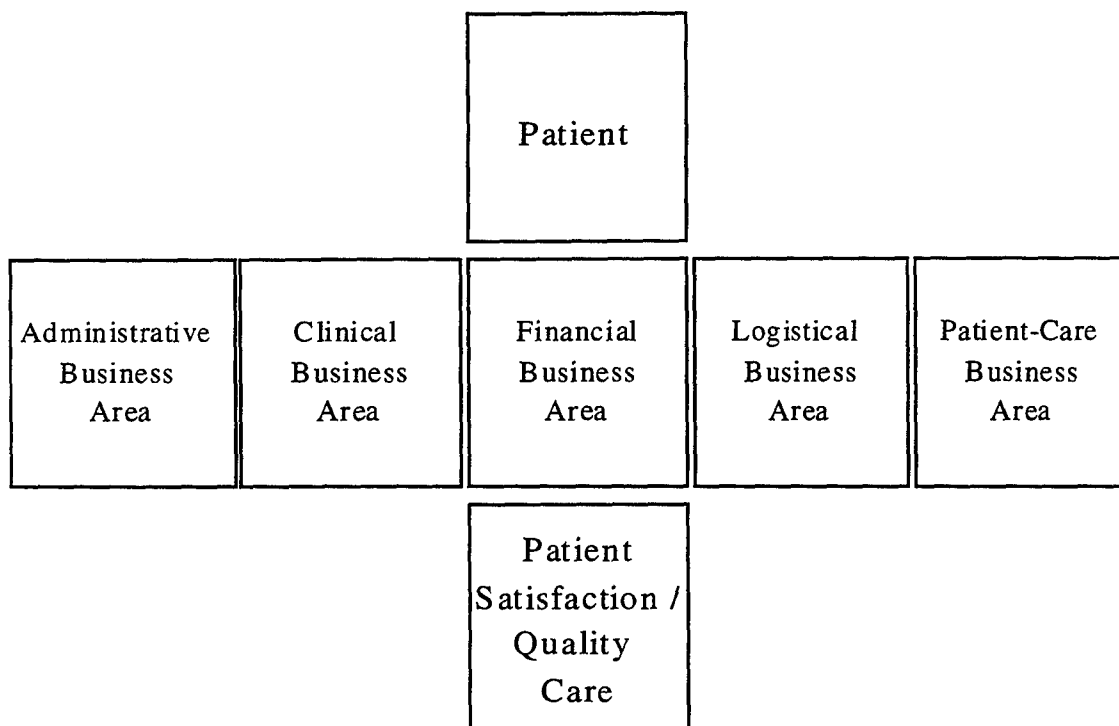 Patient
Administrative
Business
Area
Clinical
Business
Area
Financial
Business
Area
Logistical
Business
Area
Patient-Care
Business
Area
Patient
Satisfaction /
Quality
Care